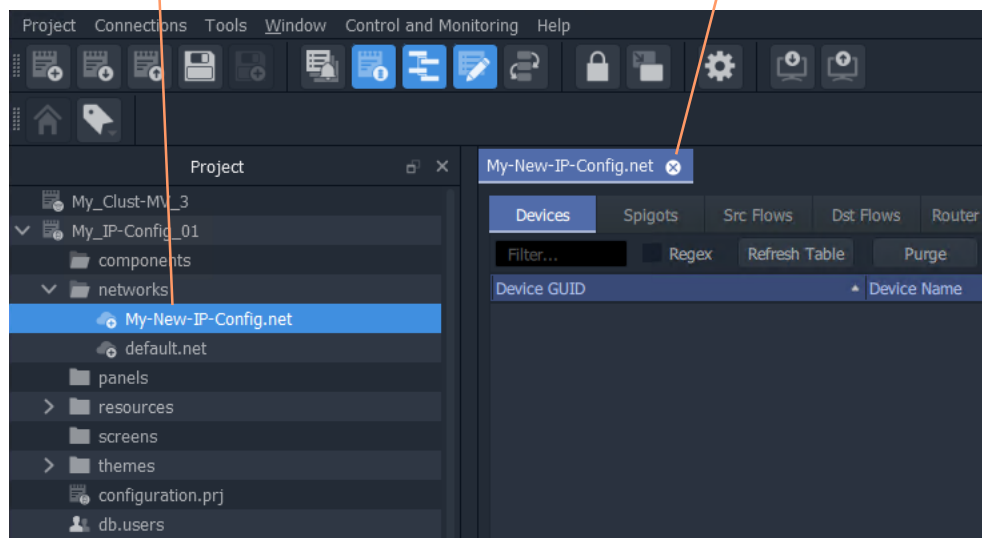 Project Connections Tools Window Control and Monitoring Help
Project
My_Clust-MV_3
My_IP-Config_01
components
networks
My-New-IP-Config.net
default.net
panels
resources
screens
themes
configuration.prj
db.users
My-New-IP-Config.net
Devices Spigots Src Flows Dst Flows Router
Filter... Regex Refresh Table Purge
Device GUID Device Name